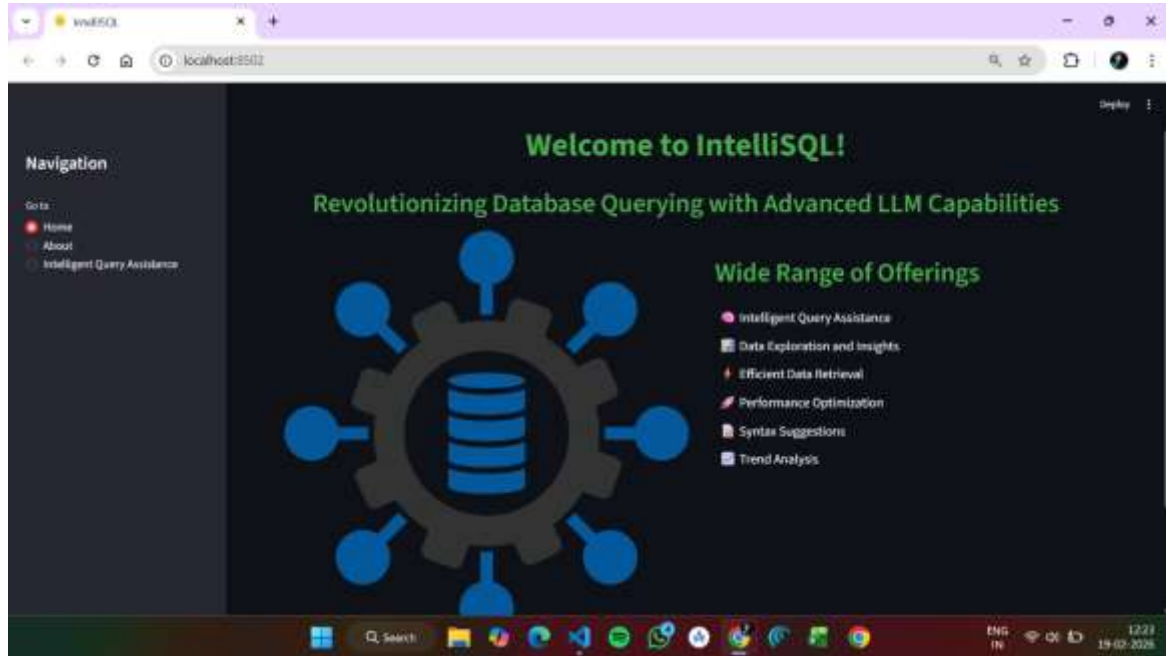 IntelliSQL
localhost:8502
Deploy
Navigation
Go to
Home
About
Intelligent Query Assistance
Welcome to IntelliSQL!
Revolutionizing Database Querying with Advanced LLM Capabilities
Wide Range of Offerings
Intelligent Query Assistance
Data Exploration and Insights
Efficient Data Retrieval
Performance Optimization
Syntax Suggestions
Trend Analysis
Search
ENG
IN
12:23
19-02-2026